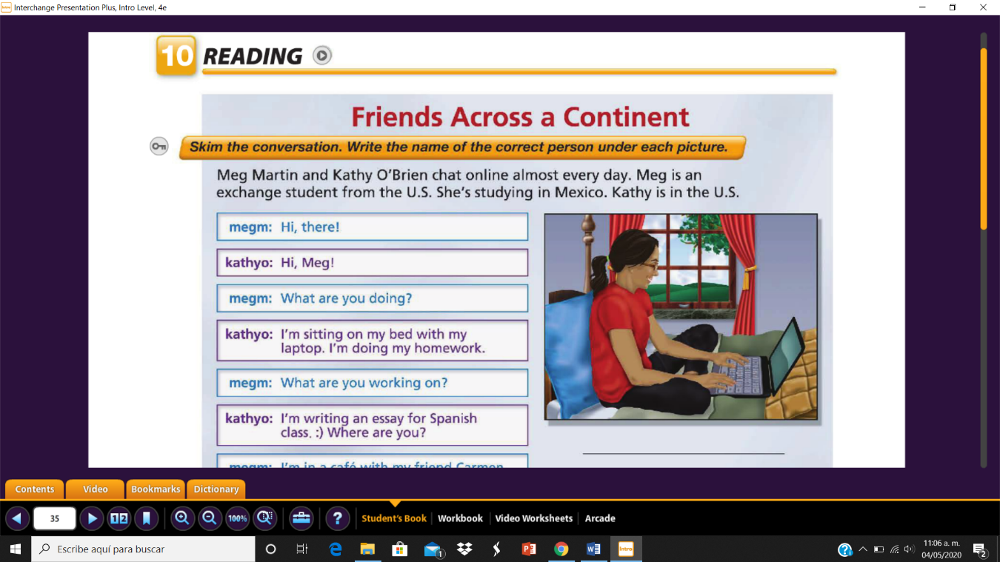 Intro Interchange Presentation Plus, Intro Level, 4e
10 READING
Friends Across a Continent
Skim the conversation. Write the name of the correct person under each picture.
Meg Martin and Kathy O'Brien chat online almost every day. Meg is an
exchange student from the U.S. She's studying in Mexico. Kathy is in the U.S.
megm: Hi, there!
kathyo: Hi, Meg!
megm: What are you doing?
kathyo: I'm sitting on my bed with my
laptop. I'm doing my homework.
megm: What are you working on?
kathyo: I'm writing an essay for Spanish
class. :) Where are you?
megm: I'm in a café with my friend Carmen.
Contents Video Bookmarks Dictionary
35 12 100% ? Student's Book Workbook Video Worksheets Arcade
Escribe aquí para buscar 1 Intro 11:06 a. m.
04/05/2020 2